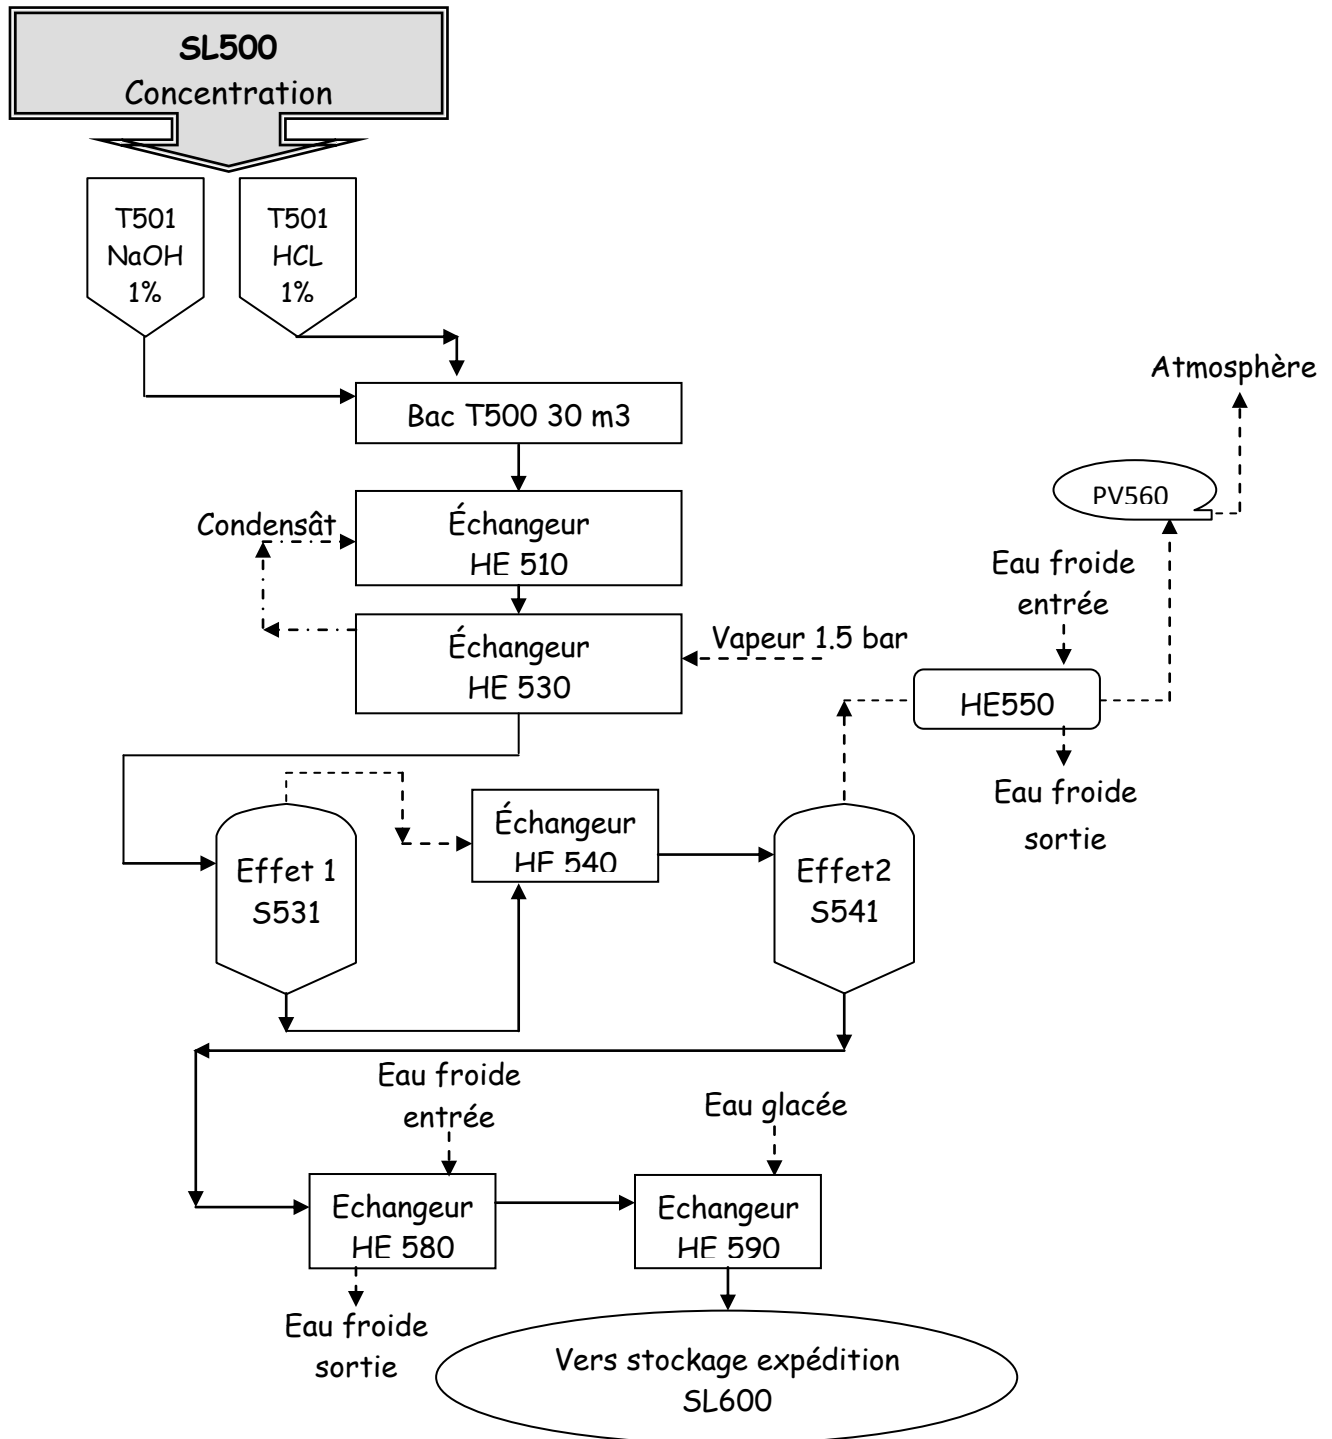 SL500
Concentration
T501
NaOH
1%
T501
HCL
1%
Bac T500 30 m3
Atmosphère
PV560
Condensât
Échangeur
HE 510
Eau froide
entrée
Échangeur
HE 530
Vapeur 1.5 bar
HE550
Eau froide
sortie
Échangeur
HE 540
Effet 1
S531
Effet2
S541
Eau froide
entrée
Eau glacée
Echangeur
HE 580
Echangeur
HE 590
Eau froide
sortie
Vers stockage expédition
SL600